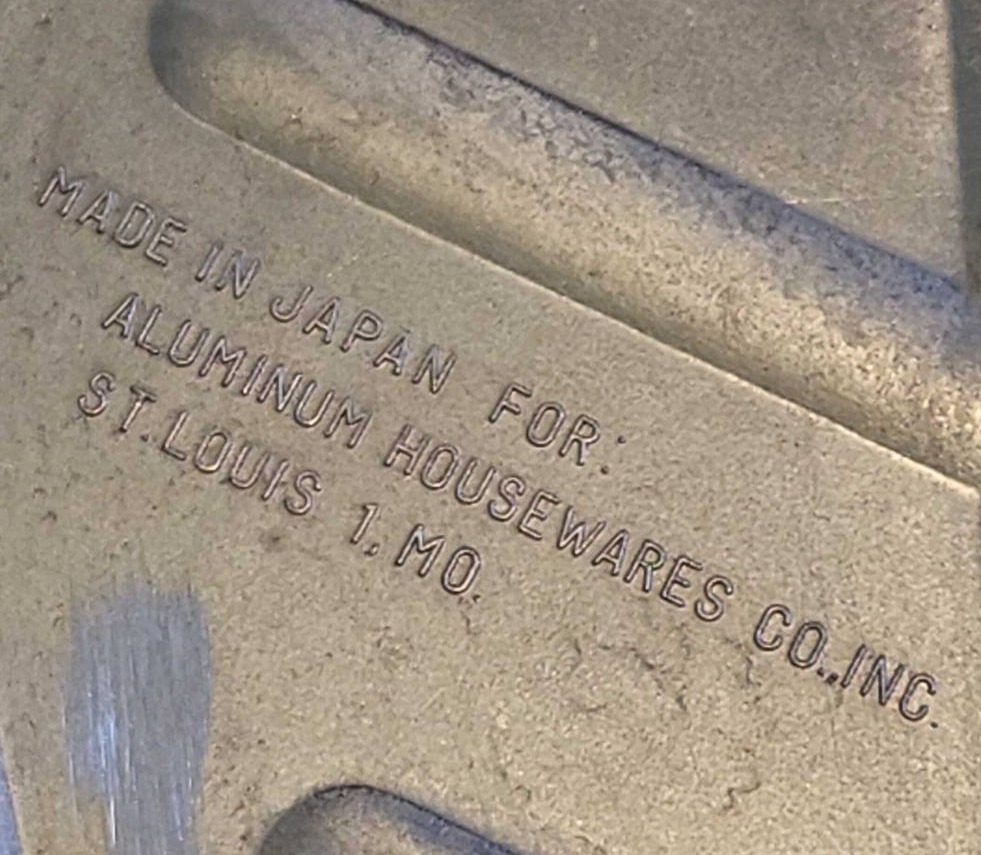 MADE IN JAPAN FOR:
ALUMINUM HOUSEWARES CO.,INC.
ST.LOUIS 1, MO.